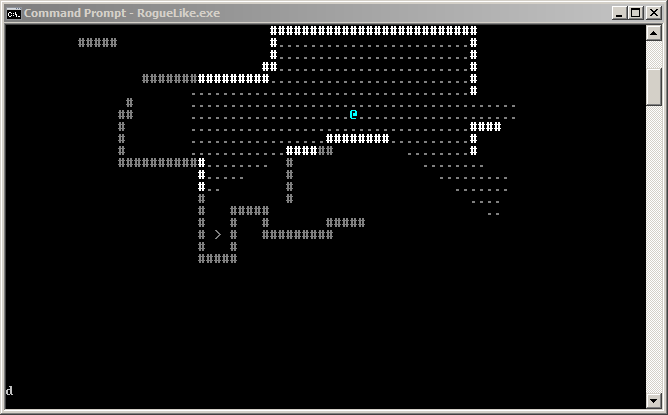 Command Prompt - RogueLike.exe
                                 ##########################
         #####                   #........................#
                                 #........................#
                                ##........................#
                 ################.........................#
                       ...................................#
               #       .........................................
              ##       ....................@....................
              #        ...................................####
              #        .................########..........#
              #        ............######         ........#
              ###########........  #                ........
                        #.....     #                  .........
                        #..        #                    .......
                        #          #                      ....
                        #   #####                           ..
                        #   #   #       #####
                        # > #   #########
                        #   #
                        #####
d